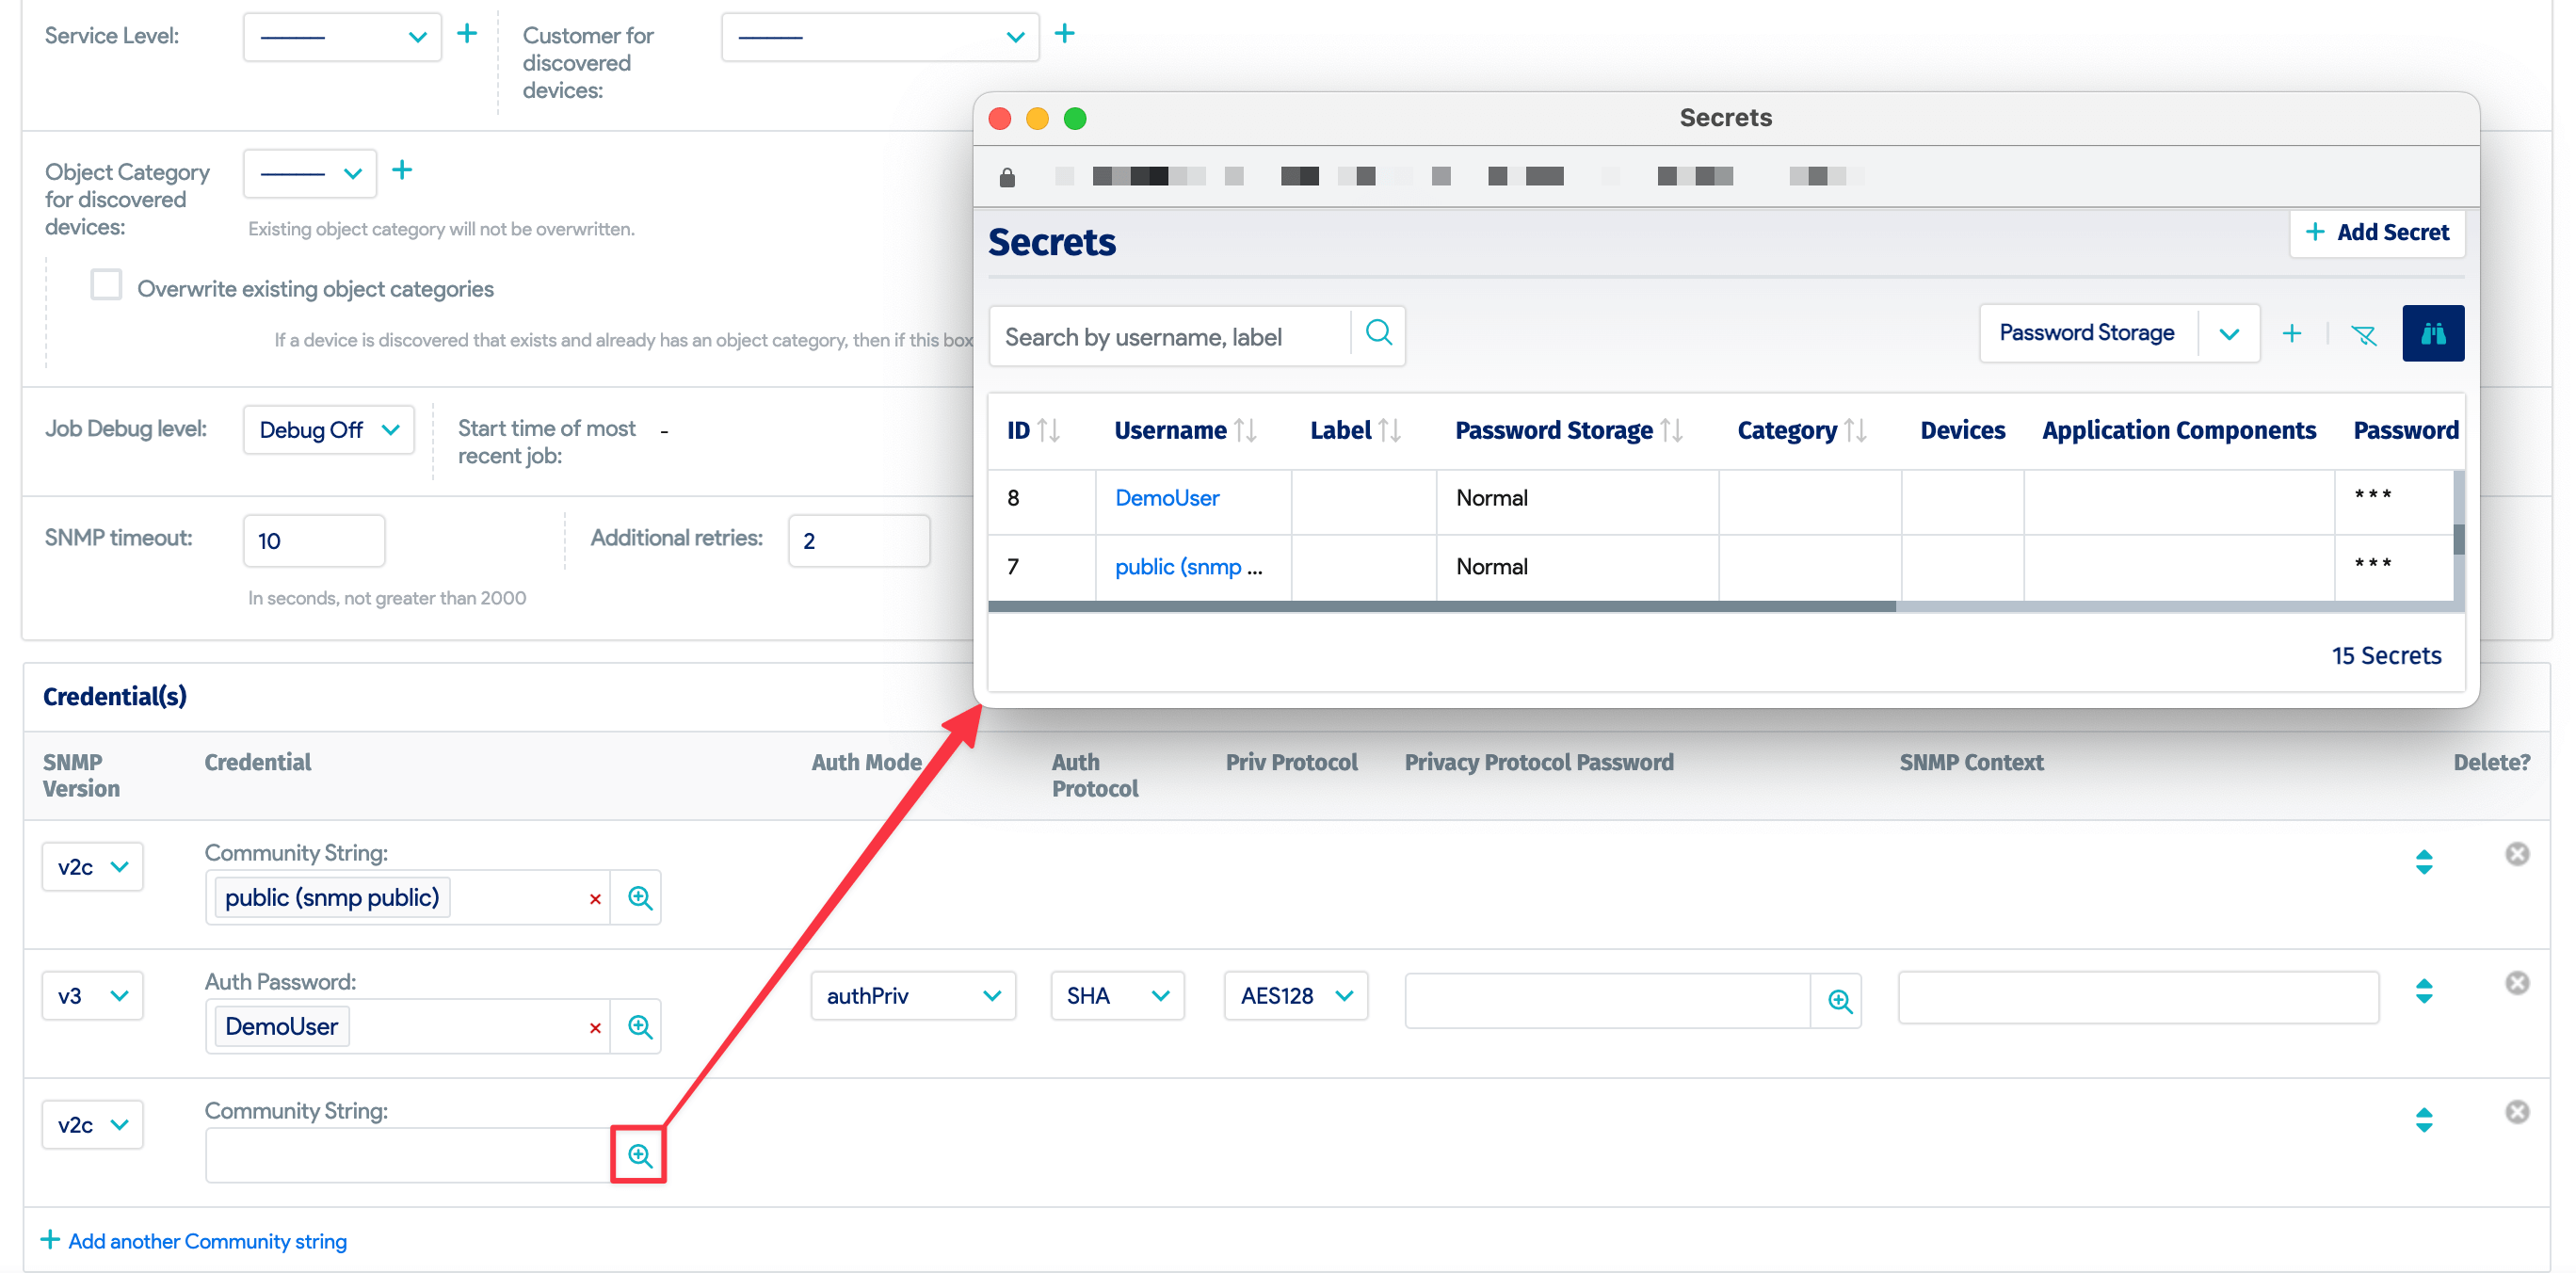 Service Level:
Customer for
discovered
devices:
Object Category
for discovered
devices:
Existing object category will not be overwritten.
Overwrite existing object categories
If a device is discovered that exists and already has an object category, then if this box
Job Debug level:
Debug Off
Start time of most
recent job:
-
SNMP timeout:
10
Additional retries:
2
In seconds, not greater than 2000
Secrets
Secrets
Add Secret
Search by username, label
Password Storage
ID Username Label Password Storage Category Devices Application Components Password
8 DemoUser Normal ***
7 public (snmp ... Normal ***
15 Secrets
Credential(s)
SNMP
Version
Credential
Auth Mode
Auth
Protocol
Priv Protocol
Privacy Protocol Password
SNMP Context
Delete?
v2c
Community String:
public (snmp public)
v3
Auth Password:
DemoUser
authPriv
SHA
AES128
v2c
Community String:
Add another Community string